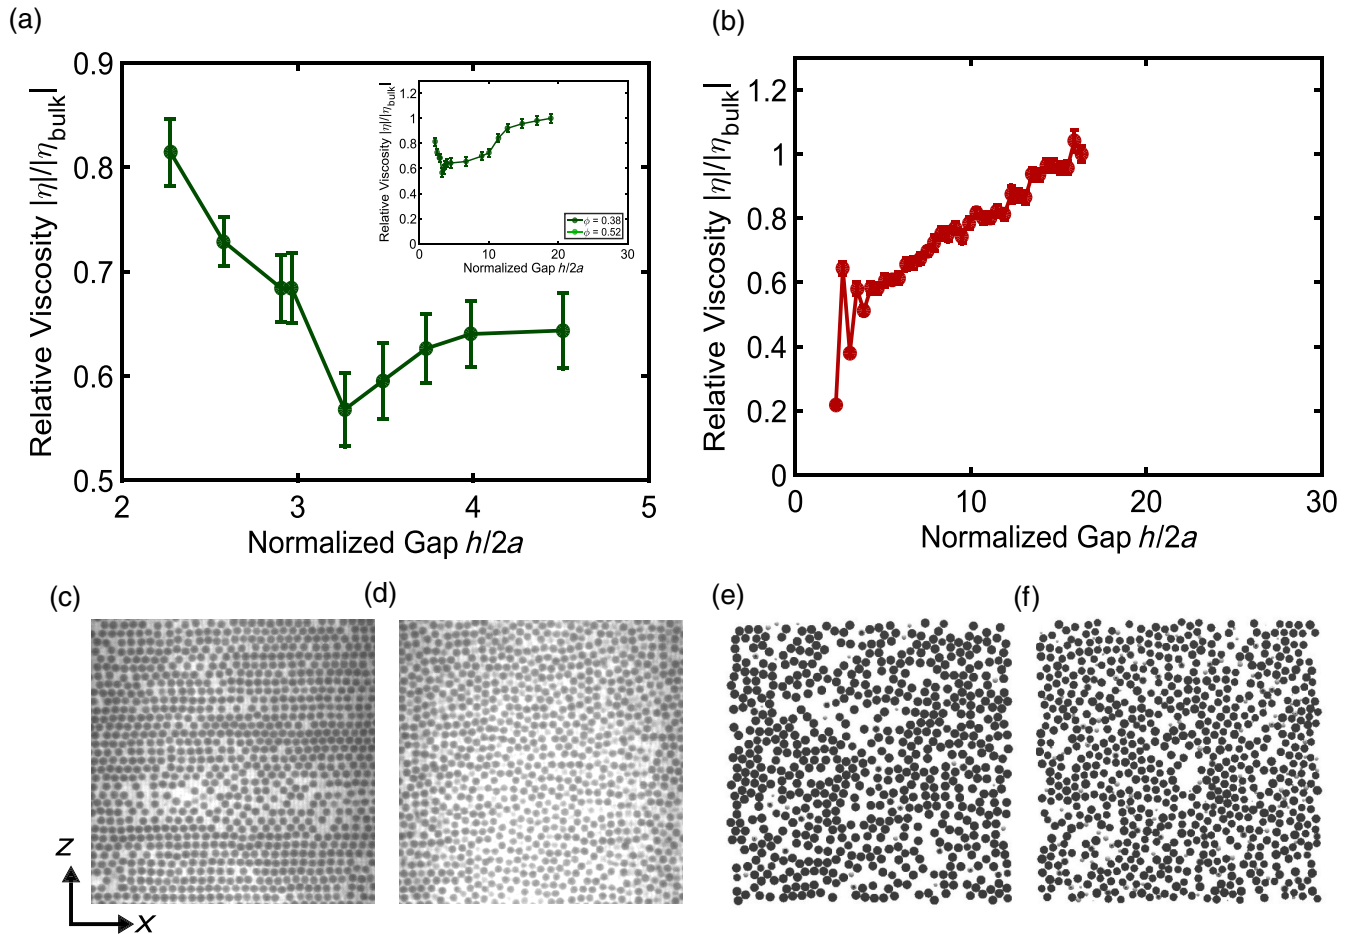 (a)
0.9
0.8
0.7
0.6
0.5
2
3
4
5
Relative Viscosity |η|/|η_bulk|
Normalized Gap h/2a
1.2
1
0.8
0.6
0.4
0.2
0
0
10
20
30
Relative Viscosity |η|/|η_bulk|
Normalized Gap h/2a
ϕ = 0.38
ϕ = 0.52
(b)
1.2
1
0.8
0.6
0.4
0.2
0
0
10
20
30
Relative Viscosity |η|/|η_bulk|
Normalized Gap h/2a
(c)
(d)
(e)
(f)
z
x